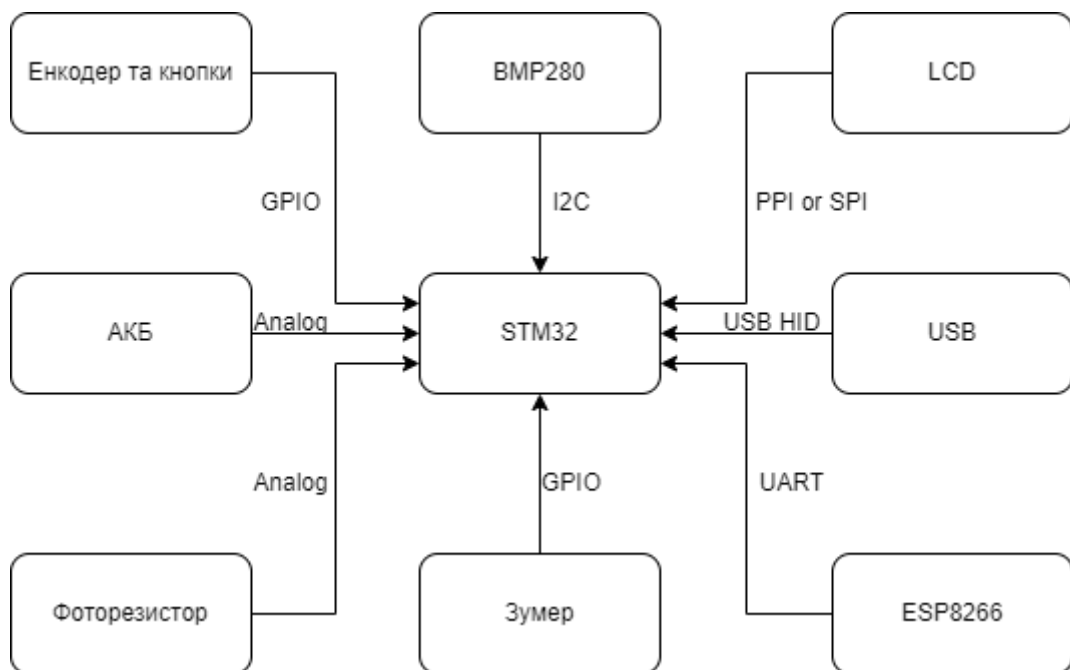 Енкодер та кнопки
BMP280
LCD
GPIO
I2C
PPI or SPI
АКБ
Analog
STM32
USB HID
USB
Analog
GPIO
UART
Фоторезистор
Зумер
ESP8266